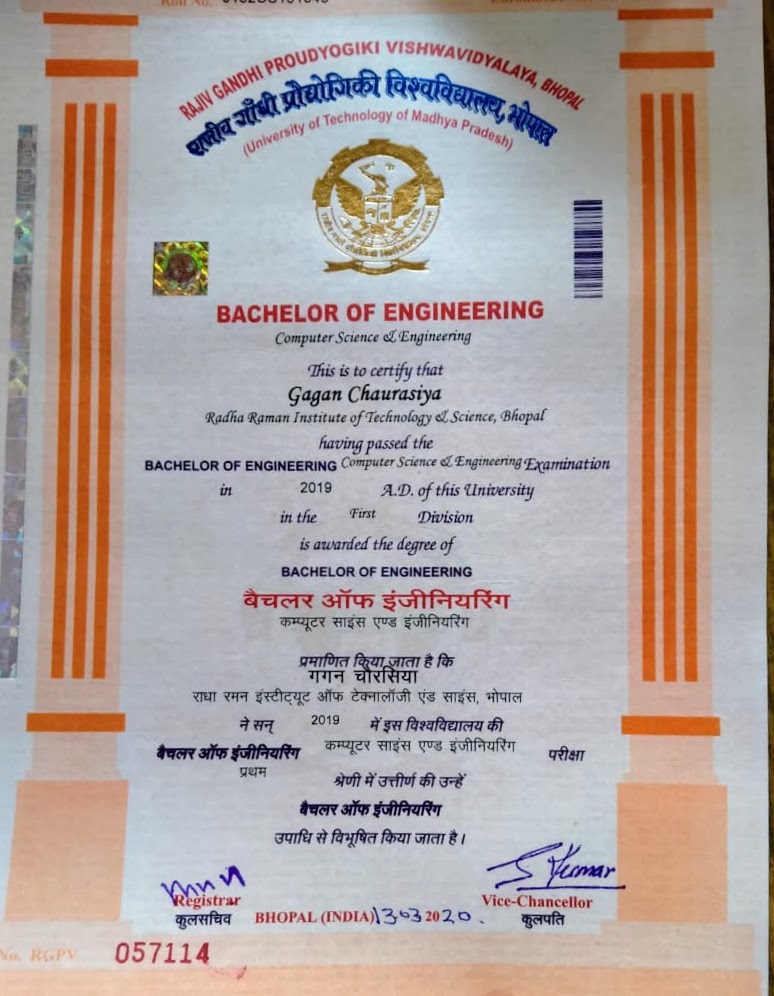 Roll No.
RAJIV GANDHI PROUDYOGIKI VISHWAVIDYALAYA, BHOPAL
राजीव गाँधी प्रौद्योगिकी विश्वविद्यालय, भोपाल
(University of Technology of Madhya Pradesh)
BACHELOR OF ENGINEERING
Computer Science & Engineering
This is to certify that
Gagan Chaurasiya
Radha Raman Institute of Technology & Science, Bhopal
having passed the
BACHELOR OF ENGINEERING Computer Science & Engineering Examination
in 2019 A.D. of this University
in the First Division
is awarded the degree of
BACHELOR OF ENGINEERING
बैचलर ऑफ इंजीनियरिंग
कम्प्यूटर साइंस एण्ड इंजीनियरिंग
प्रमाणित किया जाता है कि
गगन चौरसिया
राधा रमन इंस्टीट्यूट ऑफ टेक्नालॉजी एंड साइंस, भोपाल
ने सन् 2019 में इस विश्वविद्यालय की
बैचलर ऑफ इंजीनियरिंग कम्प्यूटर साइंस एण्ड इंजीनियरिंग परीक्षा
प्रथम श्रेणी में उत्तीर्ण की उन्हें
बैचलर ऑफ इंजीनियरिंग
उपाधि से विभूषित किया जाता है।
S Kumar
Registrar Vice-Chancellor
कुलसचिव BHOPAL (INDIA) 1303 2020. कुलपति
No. RGPV 057114